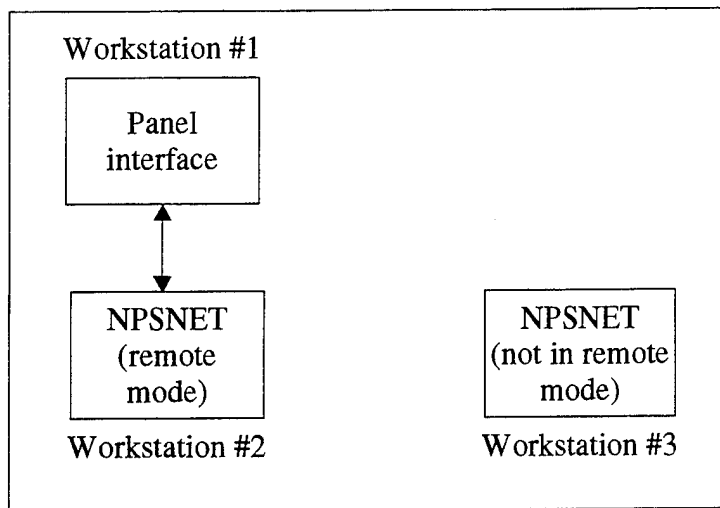 Workstation #1
Panel
interface
NPSNET
(remote
mode)
Workstation #2
NPSNET
(not in remote
mode)
Workstation #3